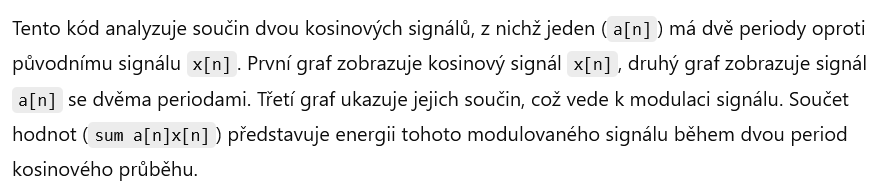 Tento kód analyzuje součin dvou kosinových signálů, z nichž jeden (a[n]) má dvě periody oproti
původnímu signálu x[n]. První graf zobrazuje kosinový signál x[n], druhý graf zobrazuje signál
a[n] se dvěma periodami. Třetí graf ukazuje jejich součin, což vede k modulaci signálu. Součet
hodnot (sum a[n]x[n]) představuje energii tohoto modulovaného signálu během dvou period
kosinového průběhu.